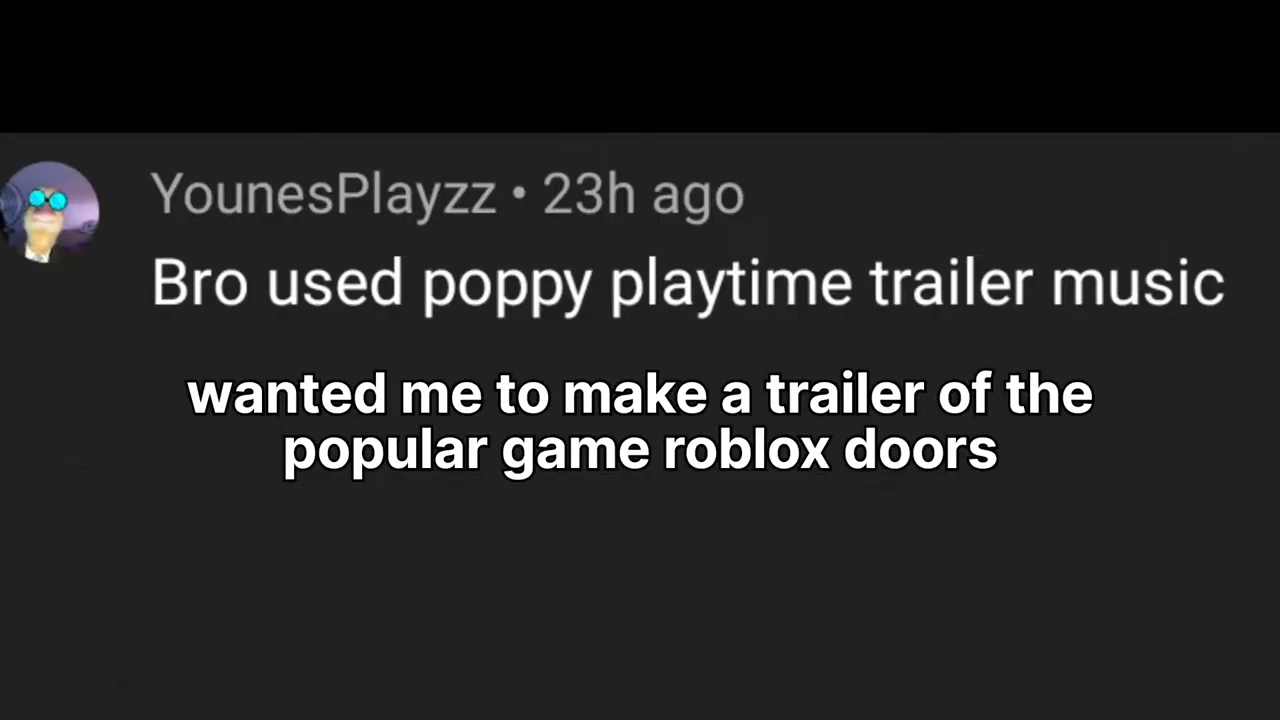 YounesPlayzz • 23h ago
Bro used poppy playtime trailer music
wanted me to make a trailer of the
popular game roblox doors